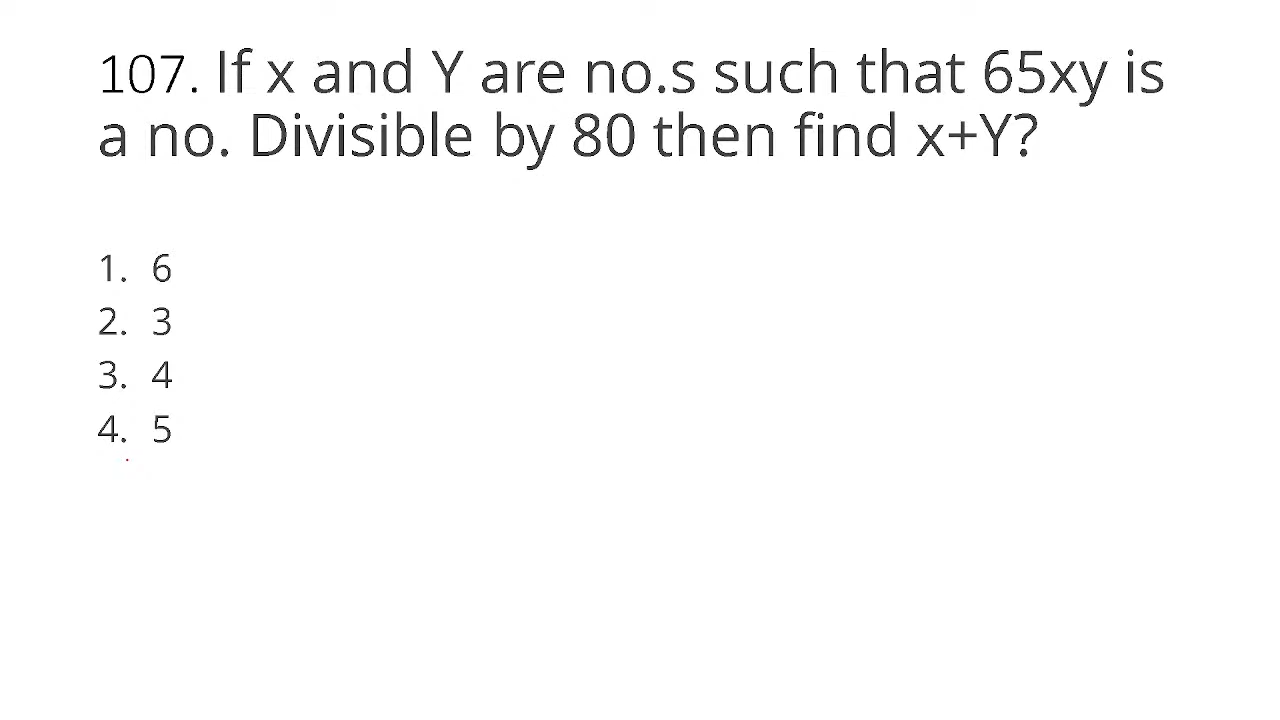 107. If x and Y are no.s such that 65xy is
a no. Divisible by 80 then find x+Y?
1. 6
2. 3
3. 4
4. 5